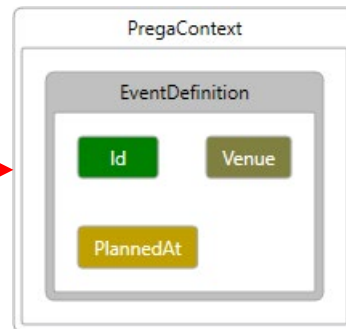 PregaContext
EventDefinition
Id
Venue
PlannedAt